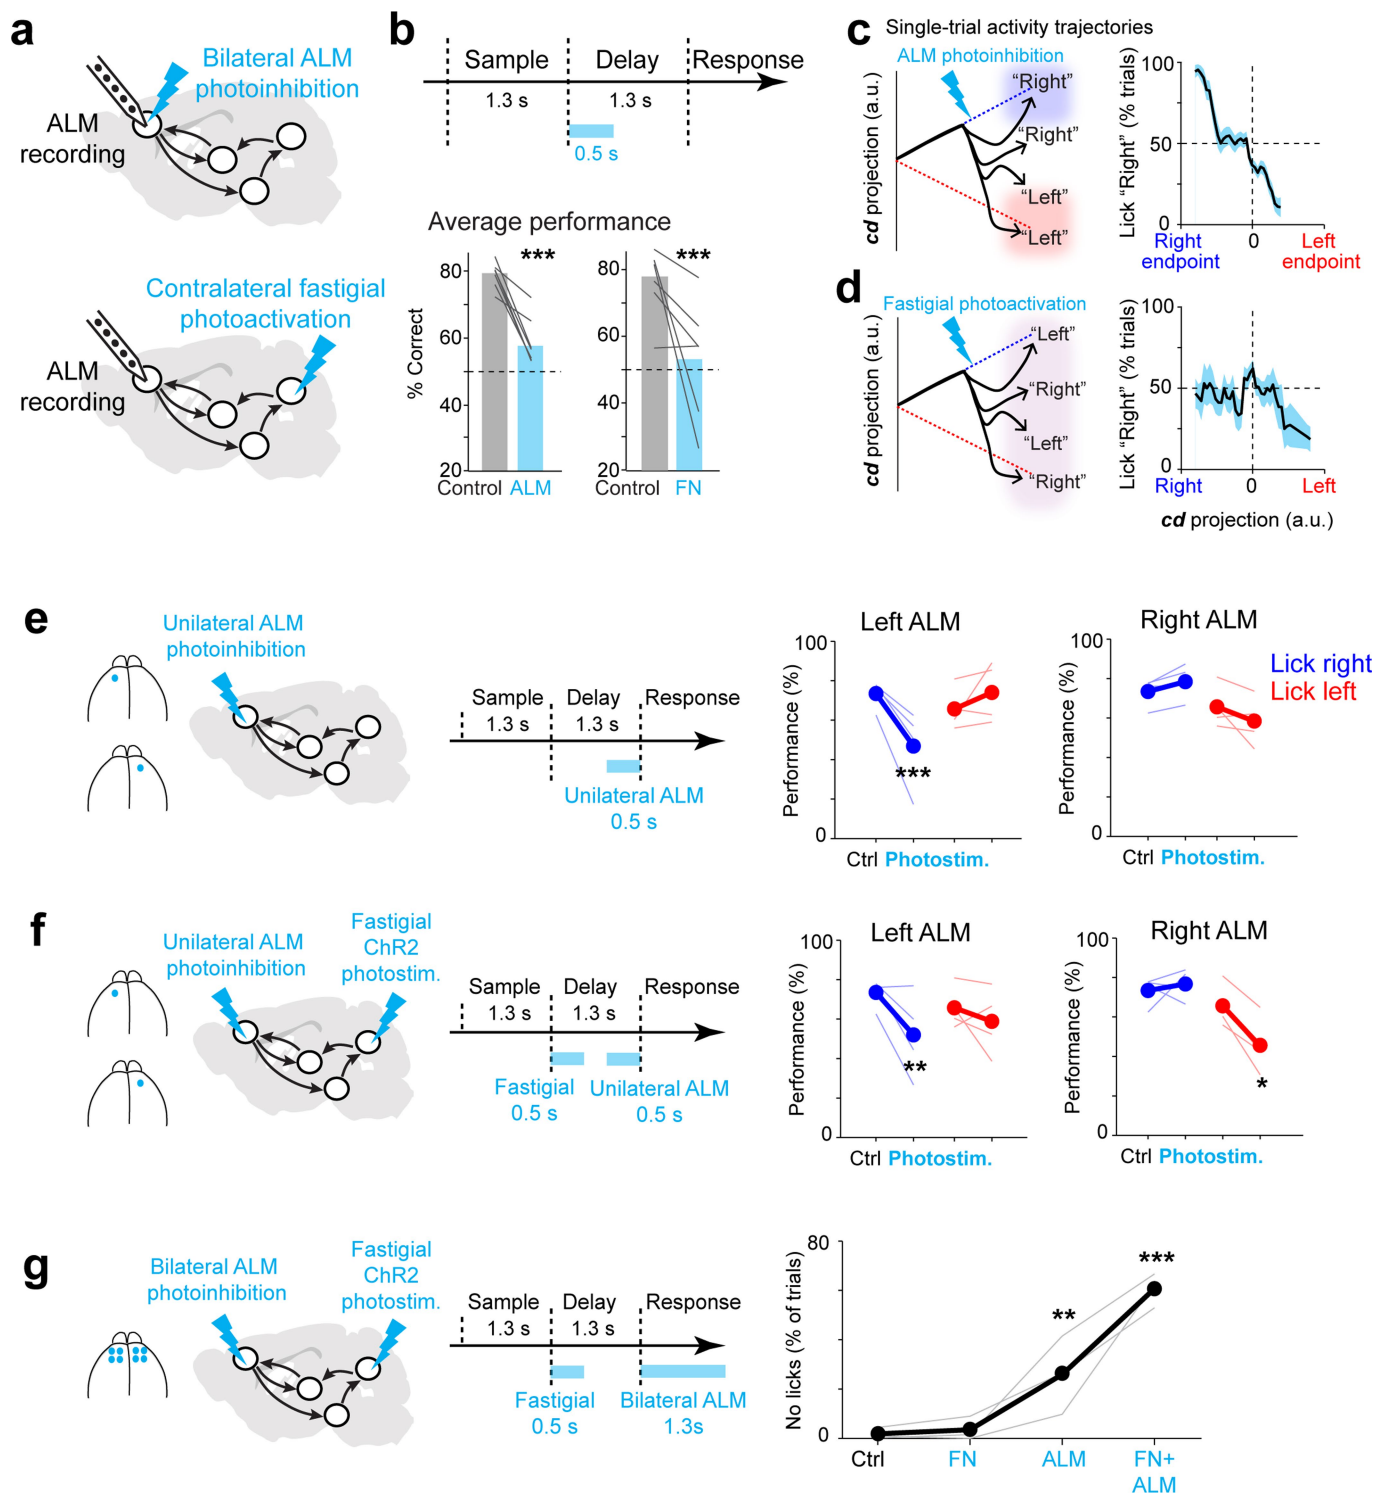 a
Bilateral ALM
photoinhibition
ALM
recording
Contralateral fastigial
photoactivation
ALM
recording
b
Sample
Delay
Response
1.3 s
1.3 s
0.5 s
Average performance
***
***
% Correct
80
60
40
20
80
60
40
20
Control
ALM
Control
FN
c
Single-trial activity trajectories
ALM photoinhibition
cd projection (a.u.)
“Right”
“Right”
“Left”
“Left”
Lick “Right” (% trials)
100
50
0
Right
endpoint
0
Left
endpoint
d
Fastigial photoactivation
cd projection (a.u.)
“Left”
“Right”
“Left”
“Right”
Lick “Right” (% trials)
100
50
0
Right
0
Left
cd projection (a.u.)
e
Unilateral ALM
photoinhibition
Sample
Delay
Response
1.3 s
1.3 s
Unilateral ALM
0.5 s
Left ALM
Performance (%)
100
0
***
Ctrl
Photostim.
Right ALM
Performance (%)
100
0
Lick right
Lick left
Ctrl
Photostim.
f
Unilateral ALM
photoinhibition
Fastigial
ChR2
photostim.
Sample
Delay
Response
1.3 s
1.3 s
Fastigial
0.5 s
Unilateral ALM
0.5 s
Left ALM
Performance (%)
100
0
**
Ctrl
Photostim.
Right ALM
Performance (%)
100
0
*
Ctrl
Photostim.
g
Bilateral ALM
photoinhibition
Fastigial
ChR2
photostim.
Sample
Delay
Response
1.3 s
1.3 s
Fastigial
0.5 s
Bilateral ALM
1.3s
No licks (% of trials)
80
0
**
***
Ctrl
FN
ALM
FN+
ALM